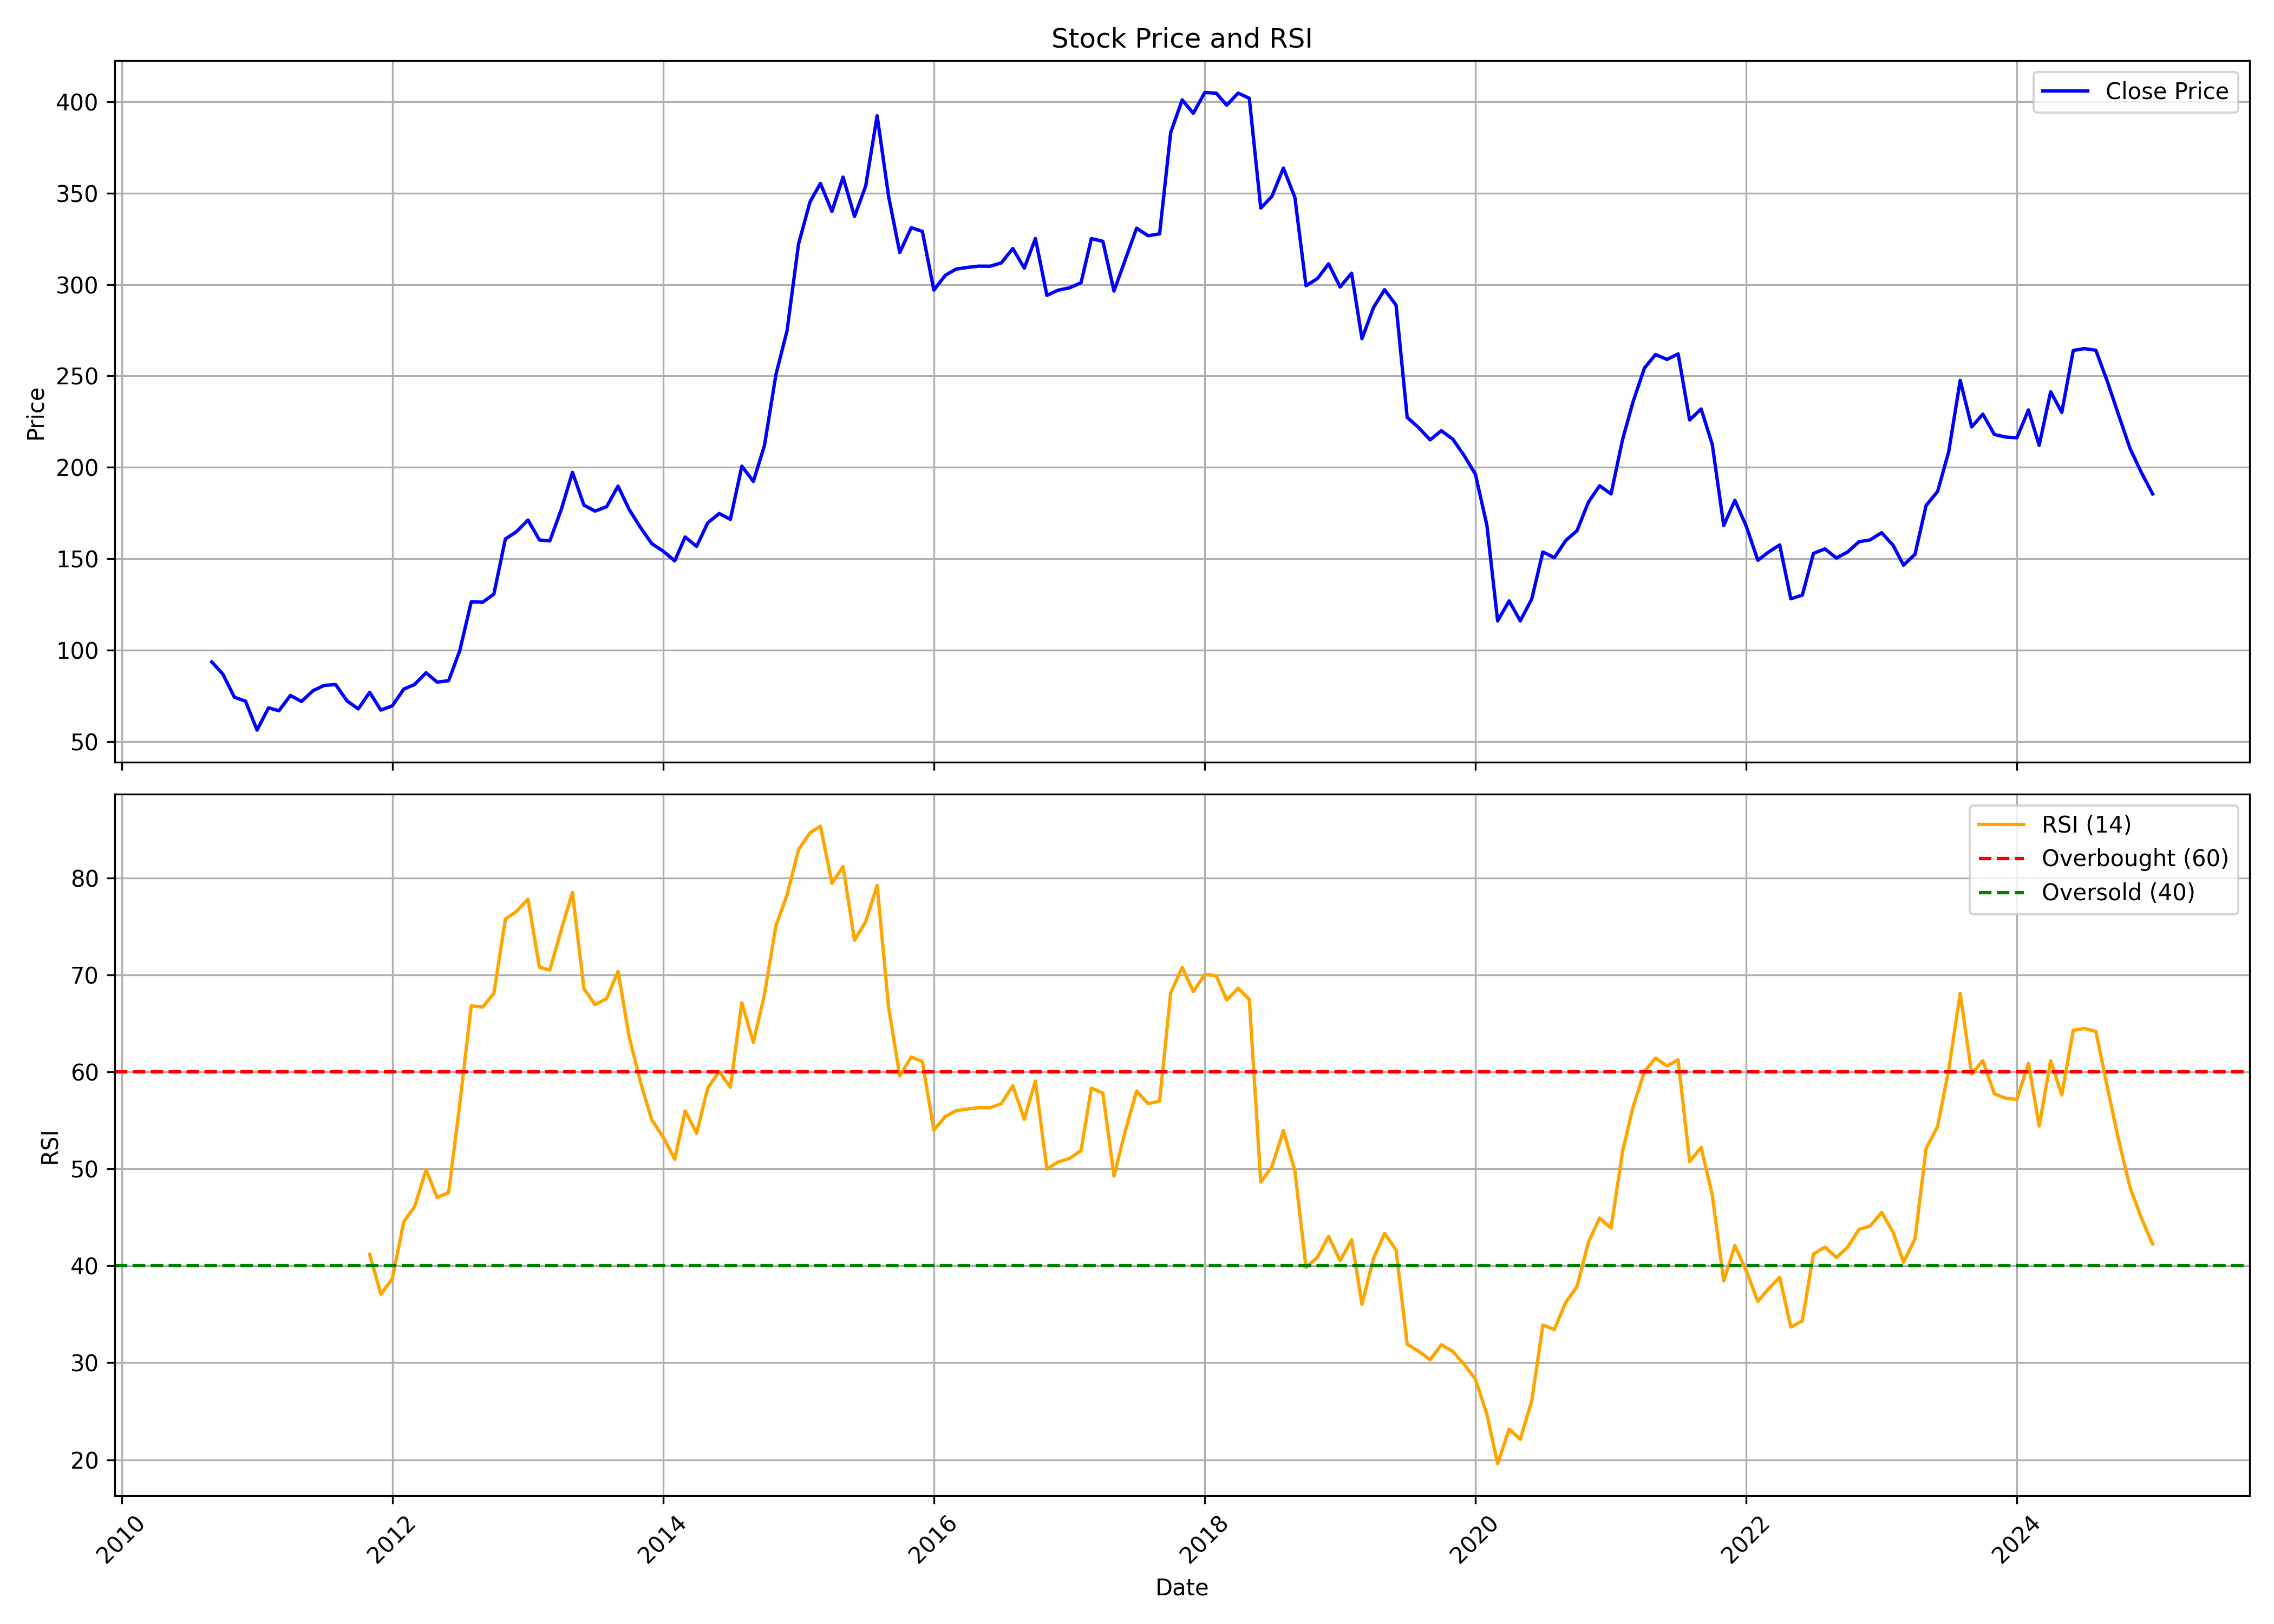 Stock Price and RSI
Close Price
400
350
300
250
200
150
100
50
Price
RSI (14)
Overbought (60)
Oversold (40)
80
70
60
50
40
30
20
RSI
2010
2012
2014
2016
2018
2020
2022
2024
Date